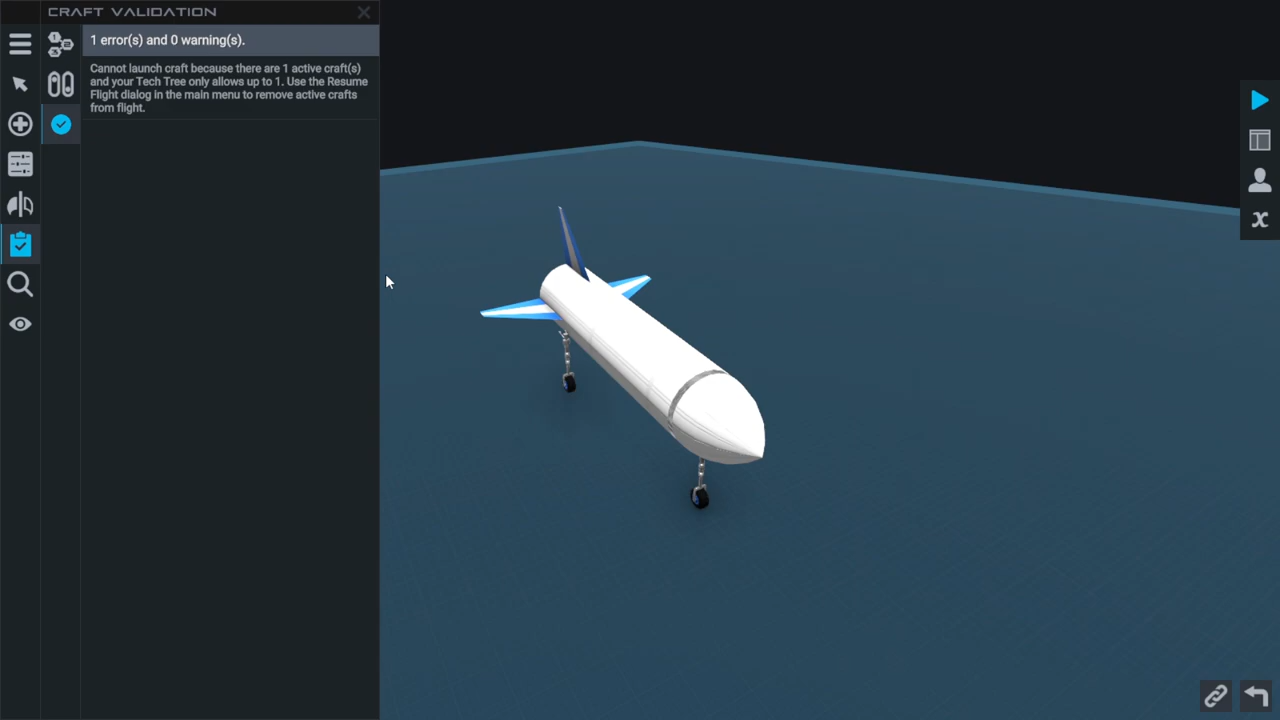 CRAFT VALIDATION
1 error(s) and 0 warning(s).
Cannot launch craft because there are 1 active craft(s)
and your Tech Tree only allows up to 1. Use the Resume
Flight dialog in the main menu to remove active crafts
from flight.